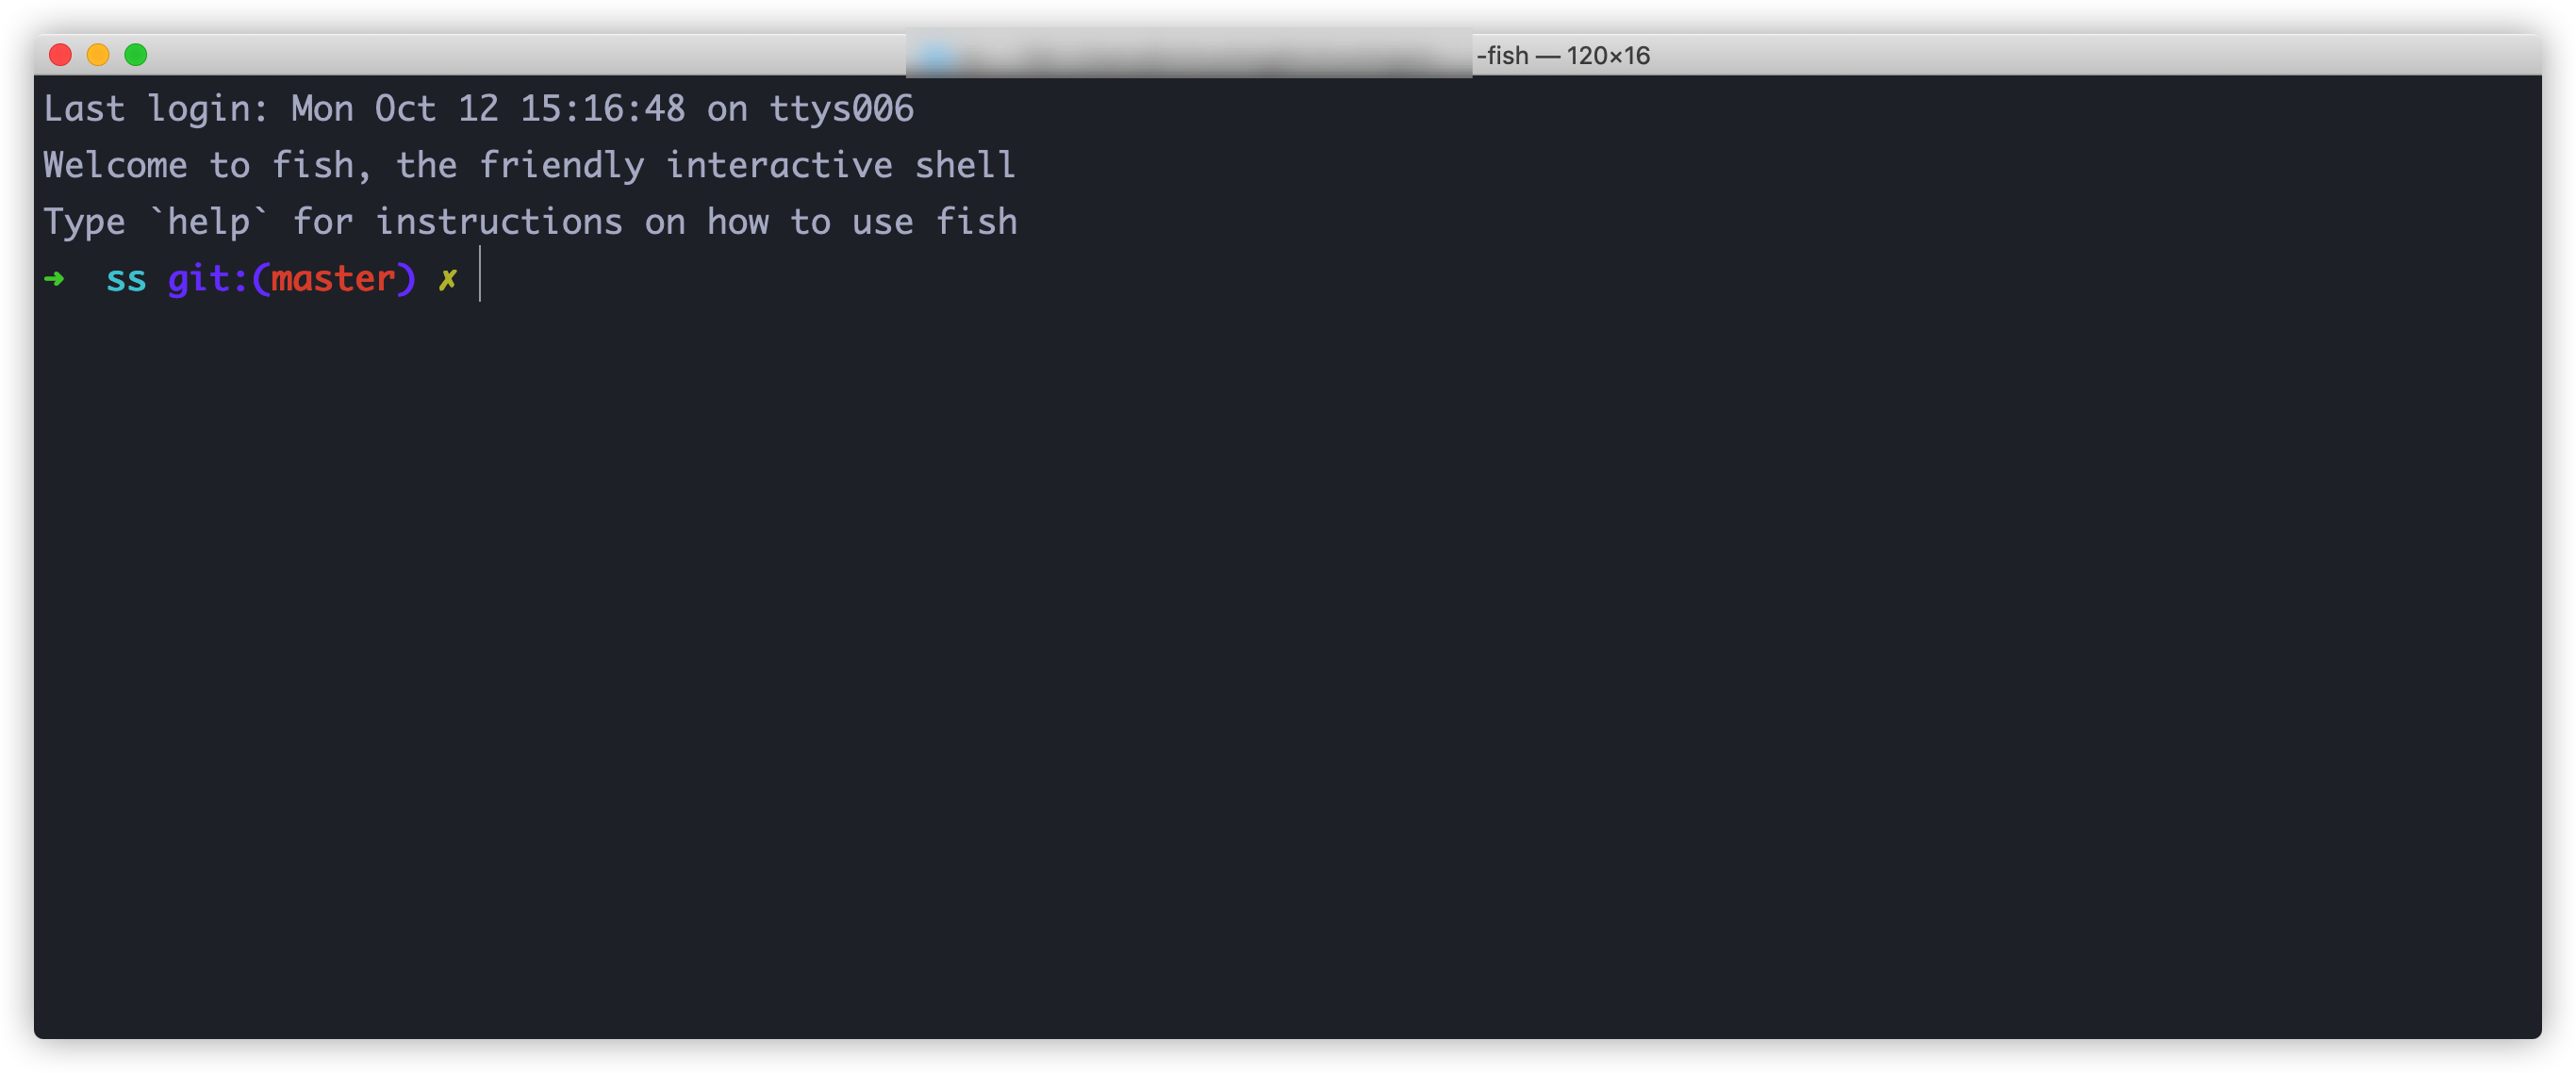 -fish — 120×16
Last login: Mon Oct 12 15:16:48 on ttys006
Welcome to fish, the friendly interactive shell
Type `help` for instructions on how to use fish
➜  ss git:(master) ✗